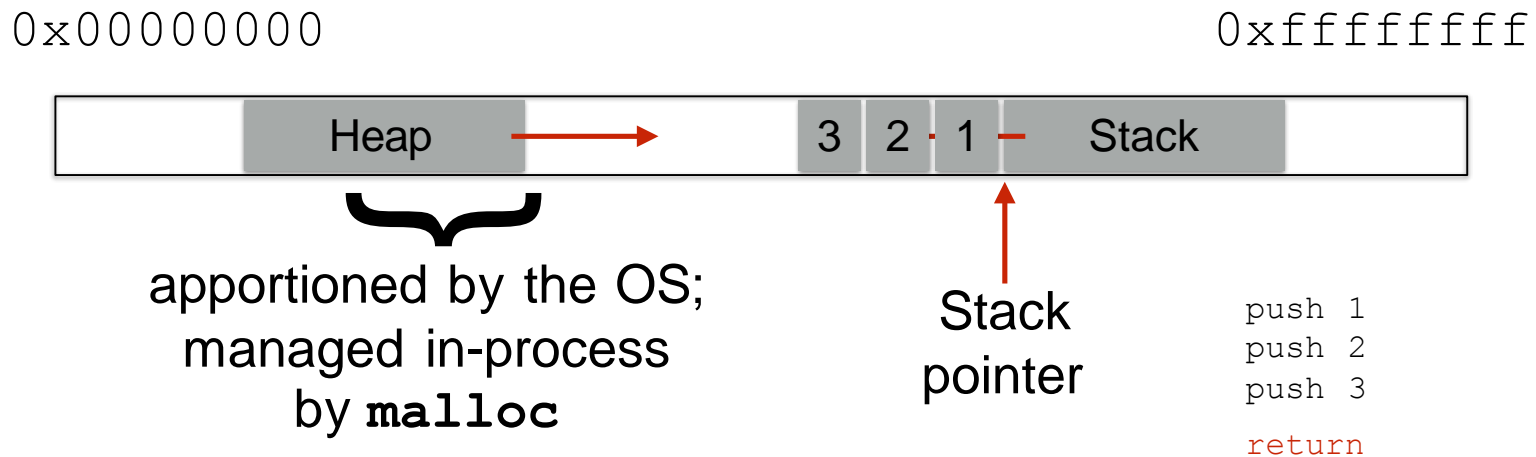 0x00000000 0xffffffff
Heap 3 2 1 Stack
apportioned by the OS;
managed in-process
by malloc
Stack
pointer
push 1
push 2
push 3
return